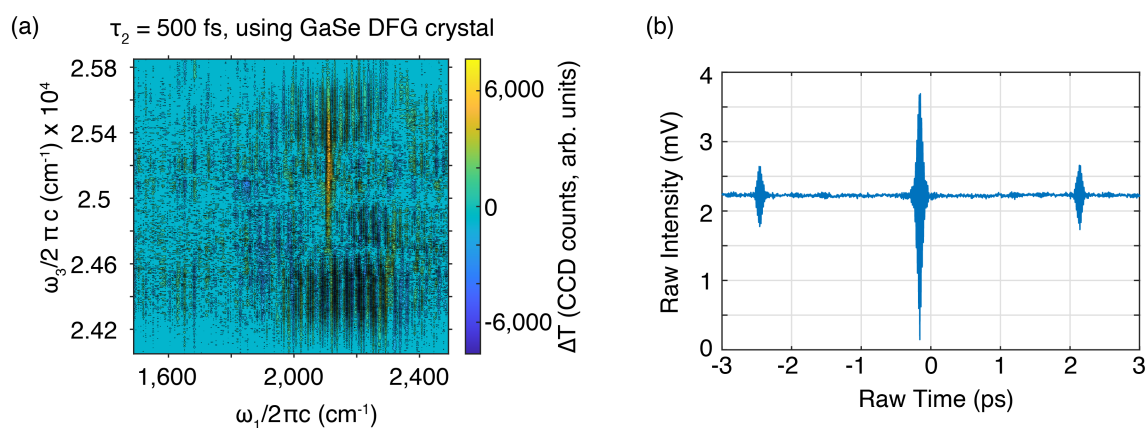 (a)
τ₂ = 500 fs, using GaSe DFG crystal
2.58
2.54
2.5
2.46
2.42
ω₃/2 π c (cm⁻¹) x 10⁴
1,600
2,000
2,400
ω₁/2πc (cm⁻¹)
6,000
0
-6,000
ΔT (CCD counts, arb. units)
(b)
4
3
2
1
0
Raw Intensity (mV)
-3
-2
-1
0
1
2
3
Raw Time (ps)